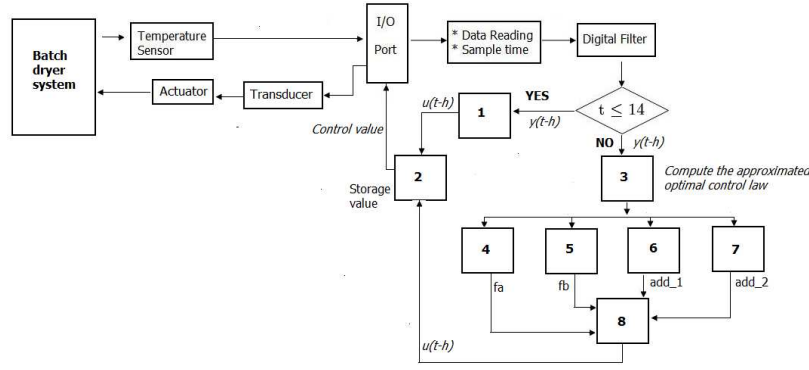 Batch
dryer
system
Temperature
Sensor
I/O
Port
* Data Reading
* Sample time
Digital Filter
Actuator
Transducer
u(t-h)
1
YES
y(t-h)
t ≤ 14
Control value
NO
y(t-h)
2
3
Compute the approximated
optimal control law
Storage
value
4
5
6
7
fa
fb
add_1
add_2
8
u(t-h)